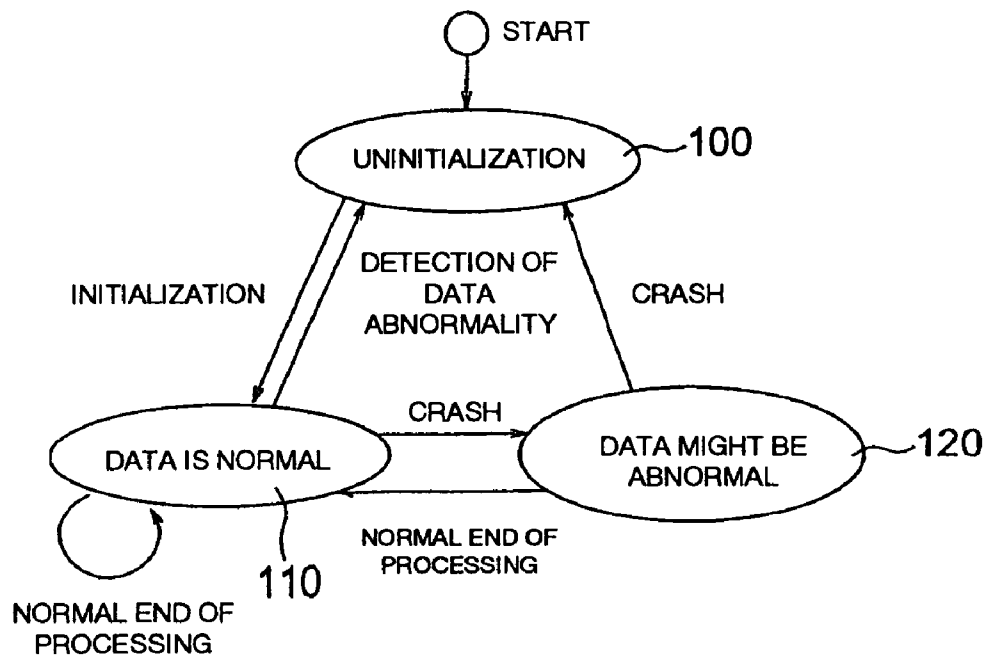 START
UNINITIALIZATION
100
INITIALIZATION
DETECTION OF
DATA
ABNORMALITY
CRASH
CRASH
DATA IS NORMAL
DATA MIGHT BE
ABNORMAL
120
110
NORMAL END OF
PROCESSING
NORMAL END OF
PROCESSING